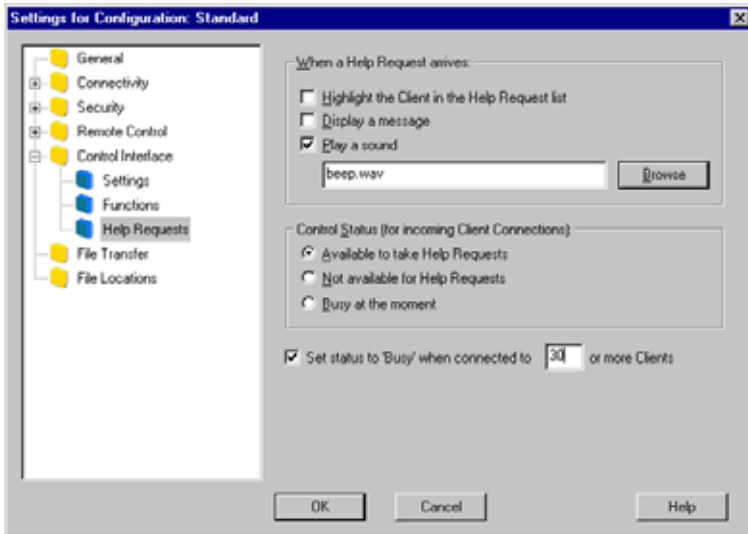 Settings for Configuration: Standard
General
Connectivity
Security
Remote Control
Control Interface
Settings
Functions
Help Requests
File Transfer
File Locations
When a Help Request arrives:
Highlight the Client in the Help Request list
Display a message
Play a sound
beep.wav
Browse
Control Status (for incoming Client Connections):
Available to take Help Requests
Not available for Help Requests
Busy at the moment
Set status to 'Busy' when connected to 30 or more Clients
OK Cancel Help